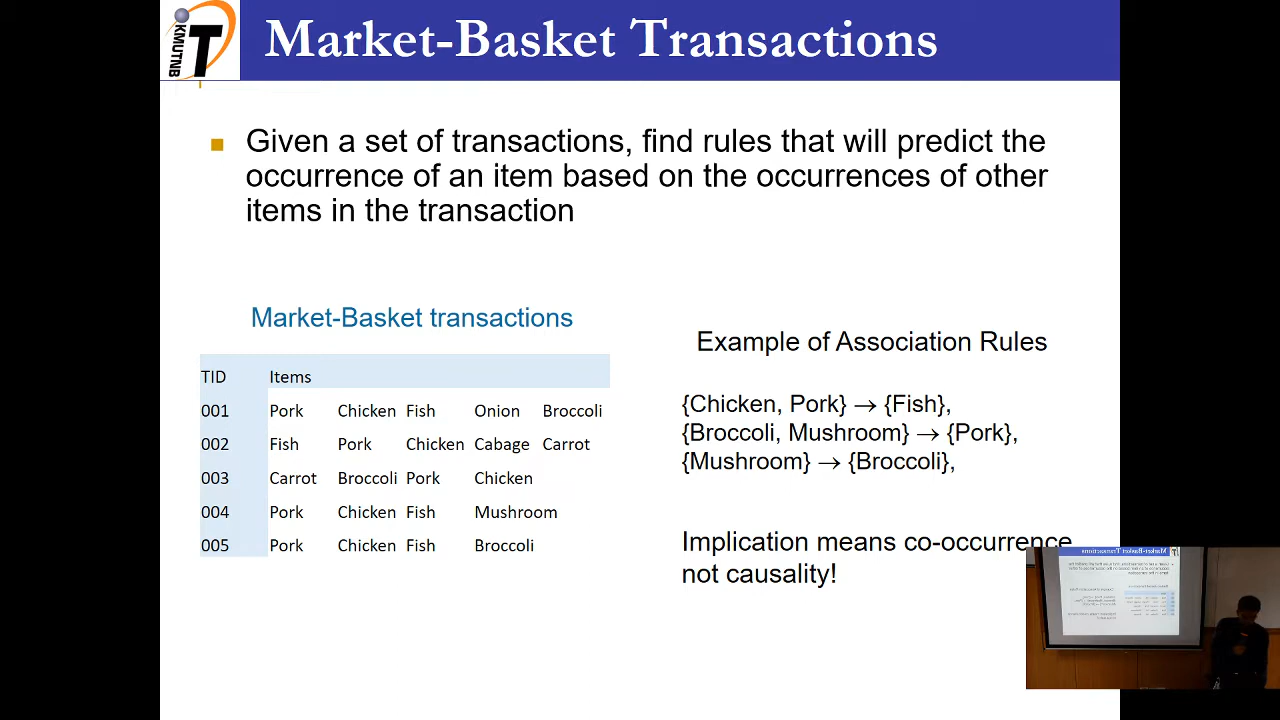 KMUTNB
T
Market-Basket Transactions
Given a set of transactions, find rules that will predict the
occurrence of an item based on the occurrences of other
items in the transaction
Market-Basket transactions
TID Items
001 Pork Chicken Fish Onion Broccoli
002 Fish Pork Chicken Cabage Carrot
003 Carrot Broccoli Pork Chicken
004 Pork Chicken Fish Mushroom
005 Pork Chicken Fish Broccoli
Example of Association Rules
{Chicken, Pork} → {Fish},
{Broccoli, Mushroom} → {Pork},
{Mushroom} → {Broccoli},
Implication means co-occurrence
not causality!
Market-Basket Transactions